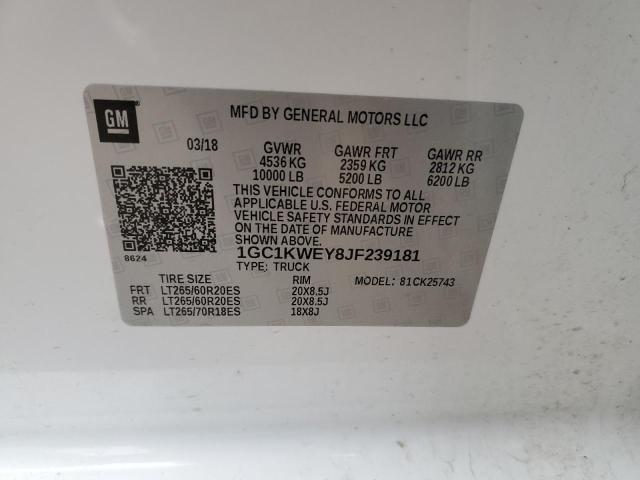 GM
MFD BY GENERAL MOTORS LLC
03/18 GVWR GAWR FRT GAWR RR
4536 KG 2359 KG 2812 KG
10000 LB 5200 LB 6200 LB
THIS VEHICLE CONFORMS TO ALL
APPLICABLE U.S. FEDERAL MOTOR
VEHICLE SAFETY STANDARDS IN EFFECT
ON THE DATE OF MANUFACTURE
SHOWN ABOVE.
8624
1GC1KWEY8JF239181
TYPE: TRUCK
TIRE SIZE RIM MODEL: 81CK25743
FRT LT265/60R20ES 20X8.5J
RR LT265/60R20ES 20X8.5J
SPA LT265/70R18ES 18X8J